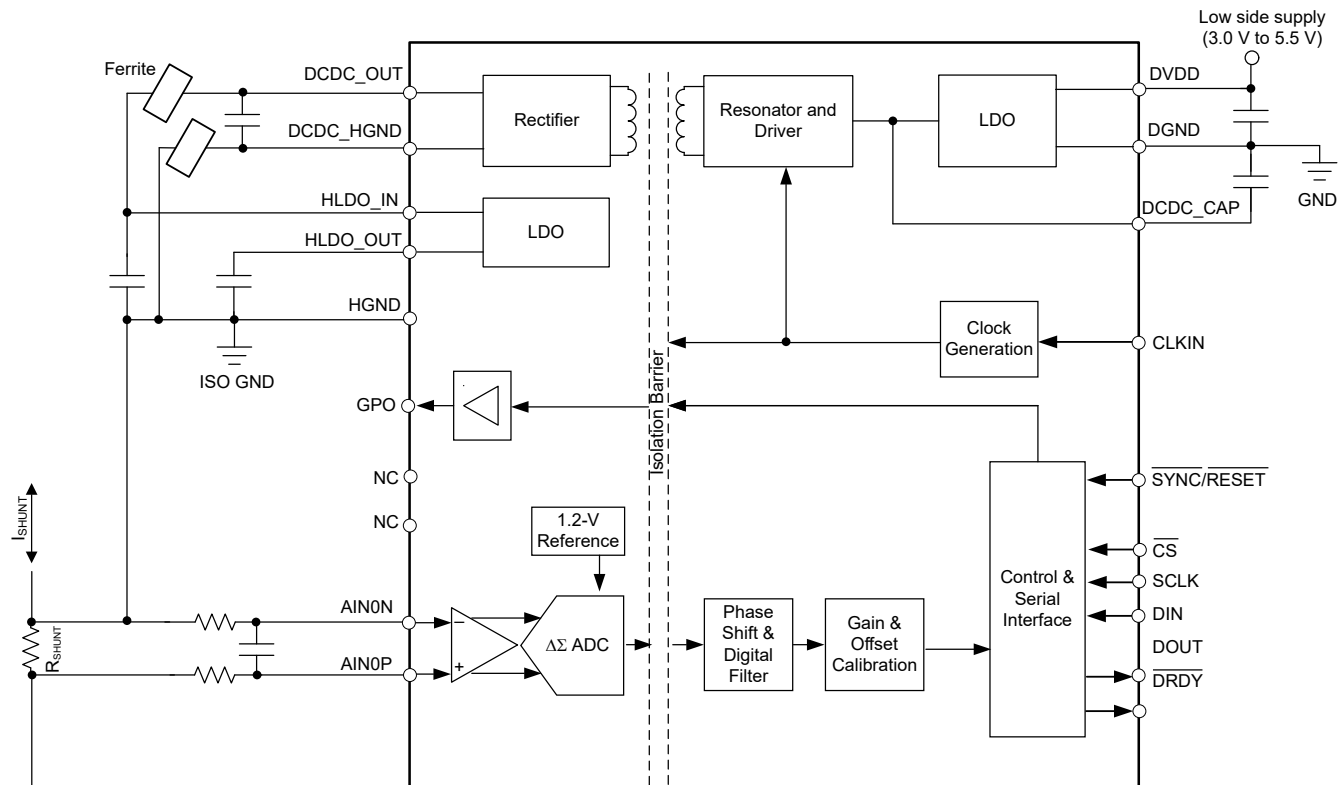 Low side supply
(3.0 V to 5.5 V)
Ferrite
DCDC_OUT
DVDD
Rectifier
Resonator and
Driver
LDO
DCDC_HGND
DGND
GND
HLDO_IN
LDO
DCDC_CAP
HLDO_OUT
HGND
ISO GND
Clock
Generation
CLKIN
GPO
Isolation Barrier
NC
SYNC/RESET
NC
1.2-V
Reference
CS
ISHUNT
Control &
Serial
Interface
SCLK
DIN
AIN0N
RSHUNT
−
+
ΔΣ ADC
Phase
Shift &
Digital
Filter
Gain &
Offset
Calibration
DOUT
AIN0P
DRDY